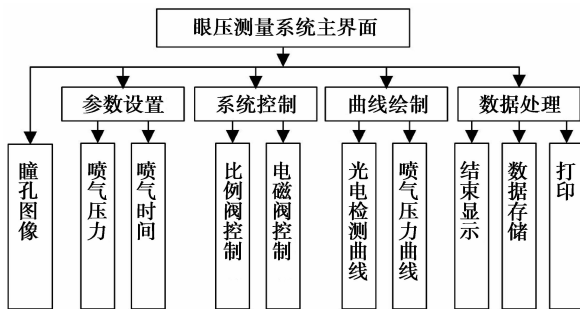 眼压测量系统主界面
参数设置
系统控制
曲线绘制
数据处理
瞳孔图像
喷气压力
喷气时间
比例阀控制
电磁阀控制
光电检测曲线
喷气压力曲线
结束显示
数据存储
打印